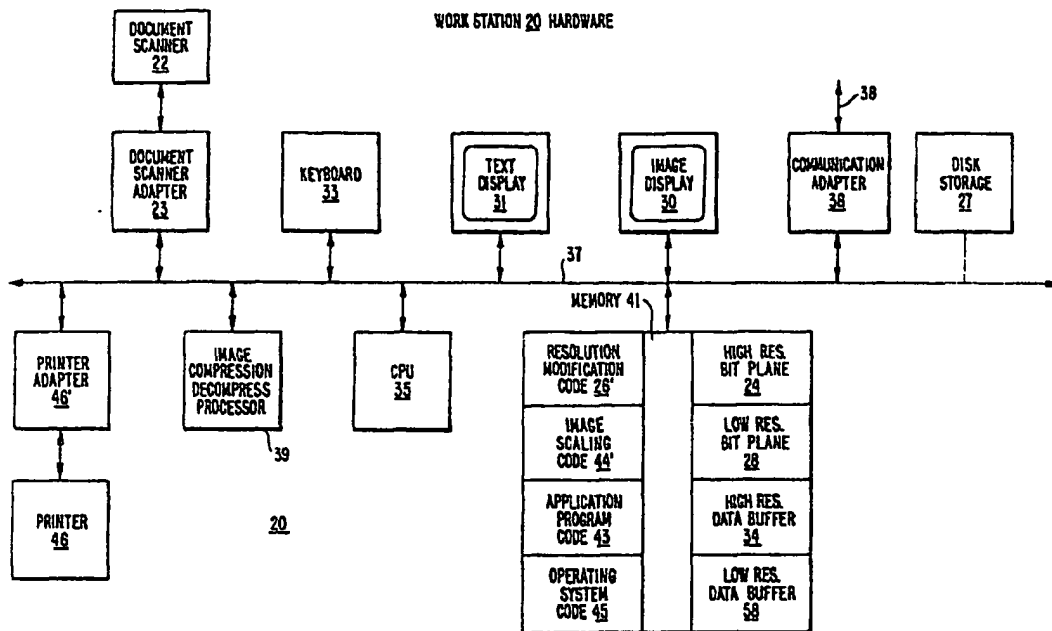 WORK STATION 20 HARDWARE
DOCUMENT
SCANNER
22
38
DOCUMENT
SCANNER
ADAPTER
23
KEYBOARD
33
TEXT
DISPLAY
31
IMAGE
DISPLAY
30
COMMUNICATION
ADAPTER
38
DISK
STORAGE
27
37
MEMORY 41
PRINTER
ADAPTER
46'
IMAGE
COMPRESSION
DECOMPRESS
PROCESSOR
39
CPU
35
RESOLUTION
MODIFICATION
CODE 26'
HIGH RES.
BIT PLANE
24
IMAGE
SCALING
CODE 44'
LOW RES.
BIT PLANE
28
PRINTER
46
20
APPLICATION
PROGRAM
CODE 43
HIGH RES.
DATA BUFFER
34
OPERATING
SYSTEM
CODE 45
LOW RES.
DATA BUFFER
58